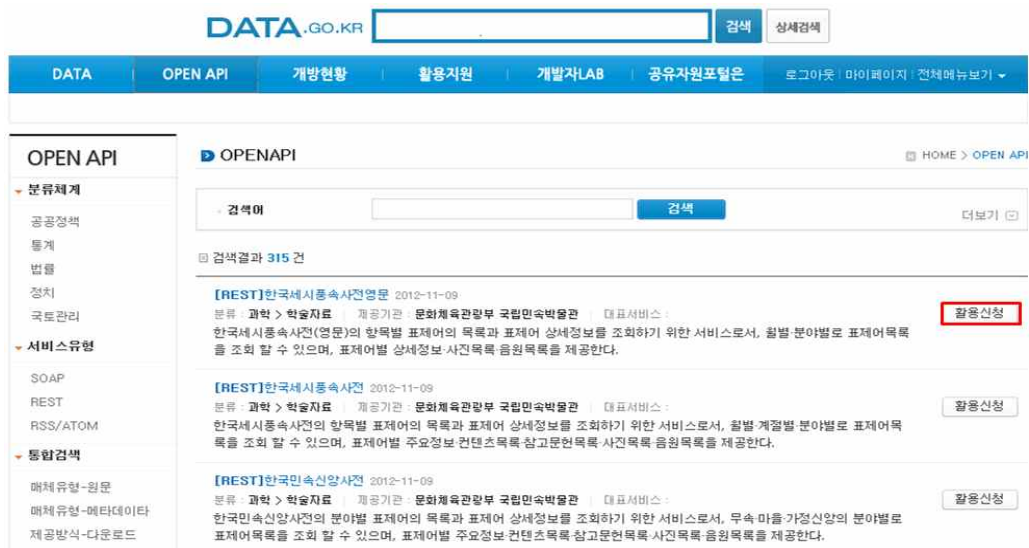 DATA.GO.KR
검색
상세검색
DATA OPEN API 개방현황 활용지원 개발자LAB 공유자원포털은 로그아웃 마이페이지 전체메뉴보기
OPEN API
분류체계
공공정책
통계
법률
정치
국토관리
서비스유형
SOAP
REST
RSS/ATOM
통합검색
매체유형-원문
매체유형-메타데이타
제공방식-다운로드
OPENAPI
HOME > OPEN API
검색어
검색
더보기
검색결과 315 건
[REST]한국세시풍속사전영문 2012-11-09
분류 : 과학 > 학술자료 | 제공기관 : 문화체육관광부 국립민속박물관 | 대표서비스 :
활용신청
한국세시풍속사전(영문)의 항목별 표제어의 목록과 표제어 상세정보를 조회하기 위한 서비스로서, 월별·분야별로 표제어목록
을 조회 할 수 있으며, 표제어별 상세정보·사진목록·음원목록을 제공한다.
[REST]한국세시풍속사전 2012-11-09
분류 : 과학 > 학술자료 | 제공기관 : 문화체육관광부 국립민속박물관 | 대표서비스 :
활용신청
한국세시풍속사전의 항목별 표제어의 목록과 표제어 상세정보를 조회하기 위한 서비스로서, 월별·계절별·분야별로 표제어목
록을 조회 할 수 있으며, 표제어별 주요정보·컨텐츠목록·참고문헌목록·사진목록·음원목록을 제공한다.
[REST]한국민속신앙사전 2012-11-09
분류 : 과학 > 학술자료 | 제공기관 : 문화체육관광부 국립민속박물관 | 대표서비스 :
활용신청
한국민속신앙사전의 분야별 표제어의 목록과 표제어 상세정보를 조회하기 위한 서비스로서, 무속·마을·가정신앙의 분야별로
표제어목록을 조회 할 수 있으며, 표제어별 주요정보·컨텐츠목록·참고문헌목록·사진목록·음원목록을 제공한다.